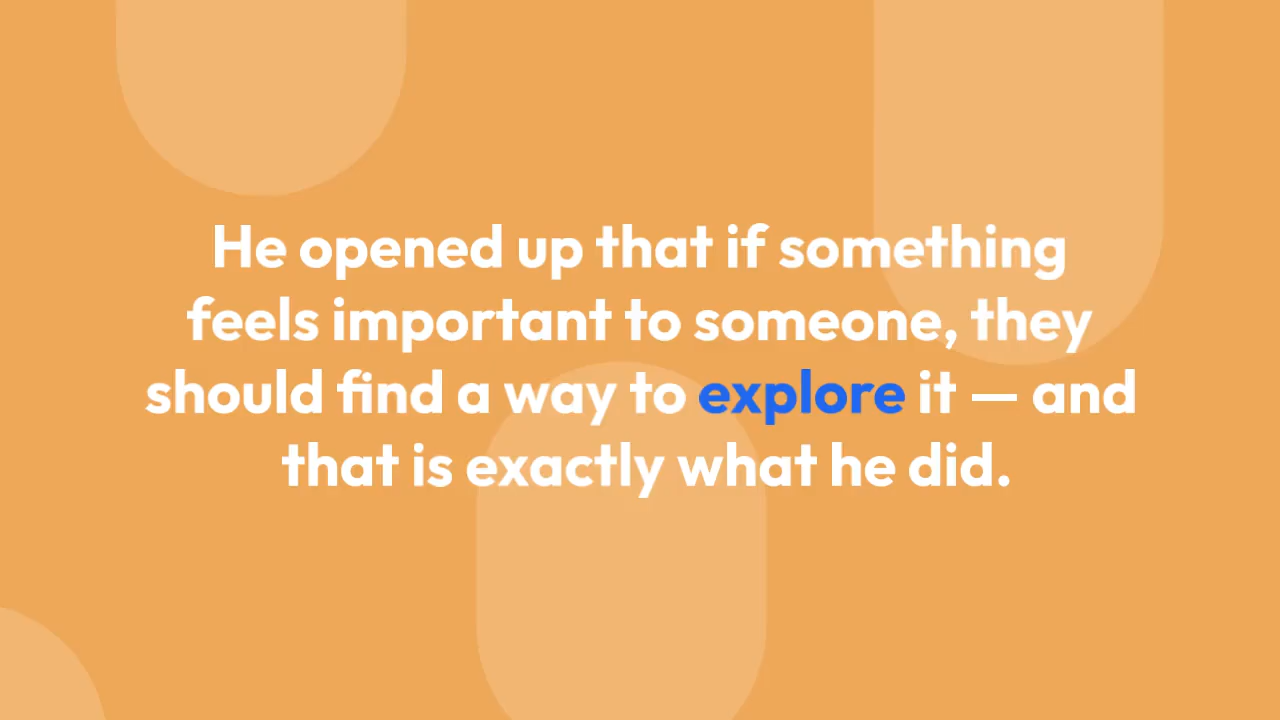 He opened up that if something
feels important to someone, they
should find a way to explore it — and
that is exactly what he did.